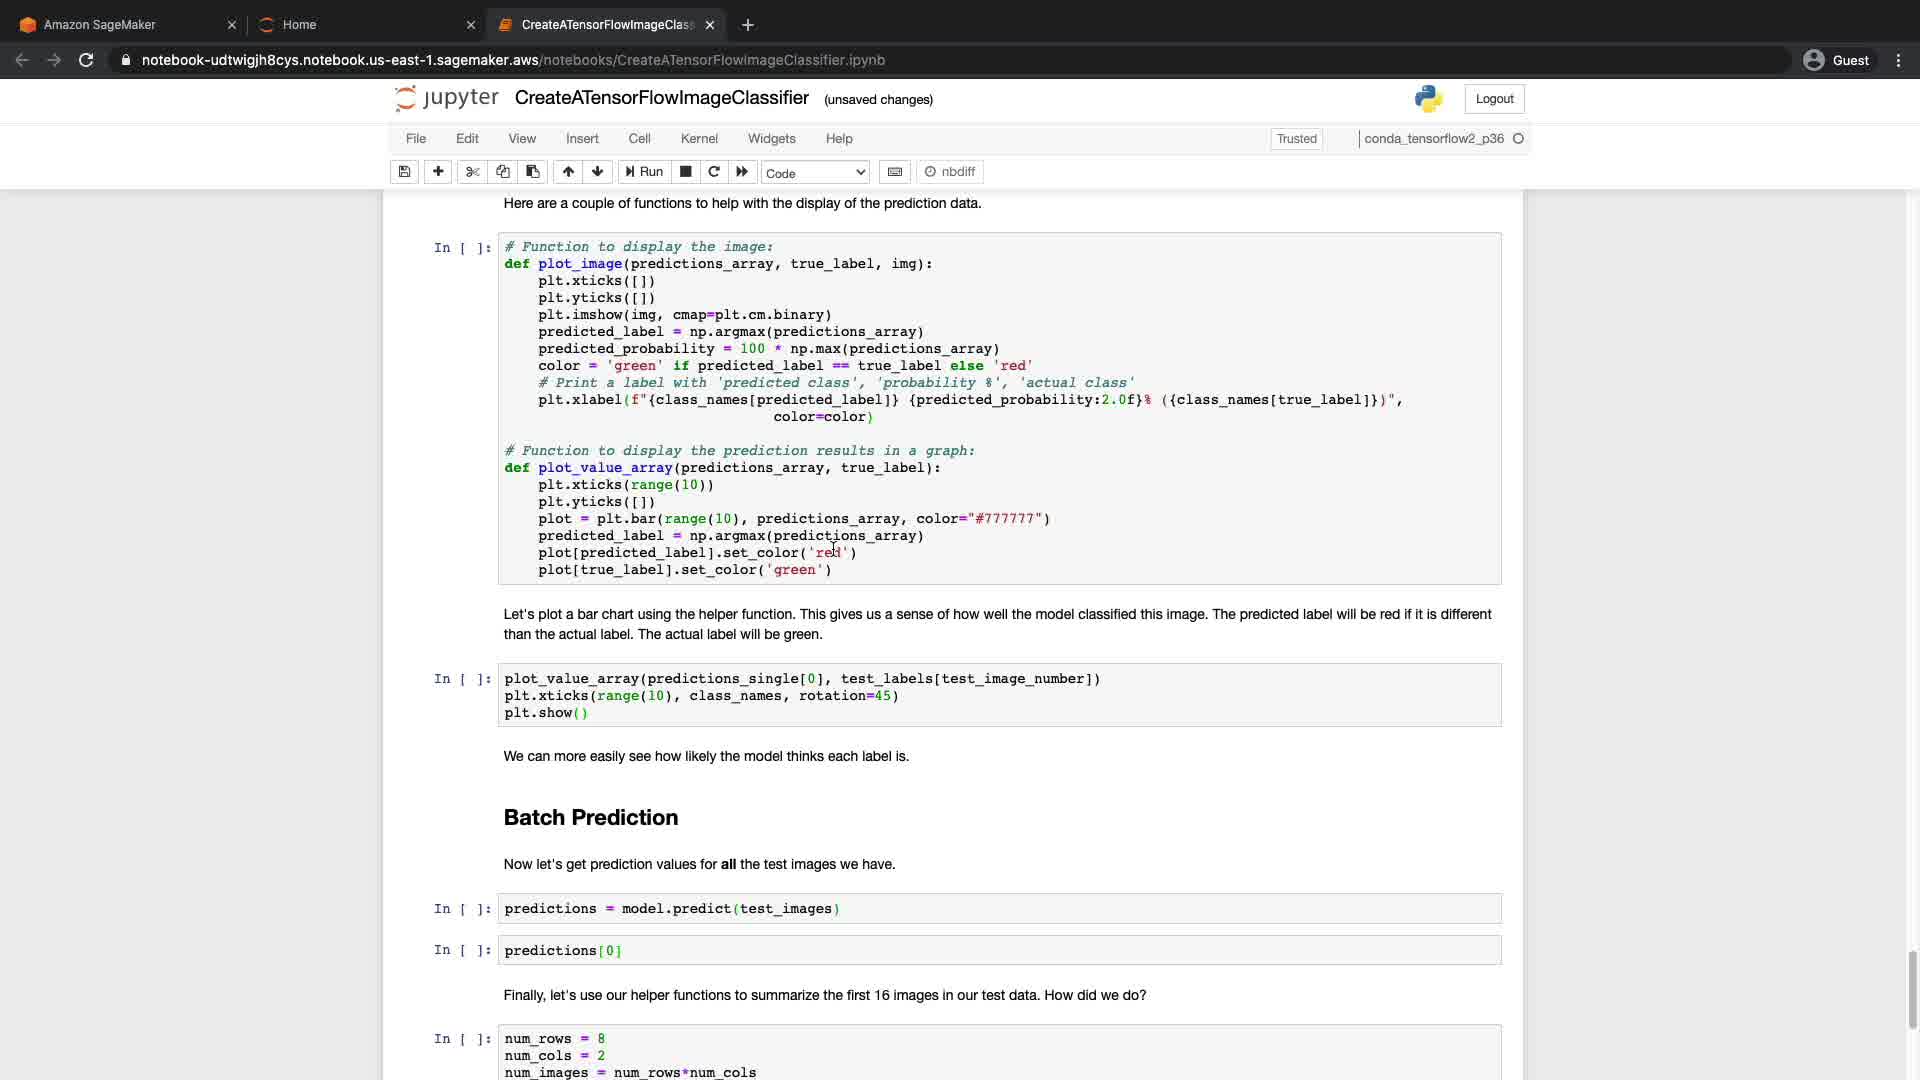 Amazon SageMaker
Home
CreateATensorFlowImageClas
notebook-udtwigjh8cys.notebook.us-east-1.sagemaker.aws/notebooks/CreateATensorFlowImageClassifier.ipynb
Guest
jupyter CreateATensorFlowImageClassifier (unsaved changes)
Logout
File Edit View Insert Cell Kernel Widgets Help
Trusted
conda_tensorflow2_p36
Run
Code
nbdiff
Here are a couple of functions to help with the display of the prediction data.
In [ ]:
# Function to display the image:
def plot_image(predictions_array, true_label, img):
    plt.xticks([])
    plt.yticks([])
    plt.imshow(img, cmap=plt.cm.binary)
    predicted_label = np.argmax(predictions_array)
    predicted_probability = 100 * np.max(predictions_array)
    color = 'green' if predicted_label == true_label else 'red'
    # Print a label with 'predicted class', 'probability %', 'actual class'
    plt.xlabel(f"{class_names[predicted_label]} {predicted_probability:2.0f}% ({class_names[true_label]})",
                                color=color)
# Function to display the prediction results in a graph:
def plot_value_array(predictions_array, true_label):
    plt.xticks(range(10))
    plt.yticks([])
    plot = plt.bar(range(10), predictions_array, color="#777777")
    predicted_label = np.argmax(predictions_array)
    plot[predicted_label].set_color('red')
    plot[true_label].set_color('green')
Let's plot a bar chart using the helper function. This gives us a sense of how well the model classified this image. The predicted label will be red if it is different
than the actual label. The actual label will be green.
In [ ]:
plot_value_array(predictions_single[0], test_labels[test_image_number])
plt.xticks(range(10), class_names, rotation=45)
plt.show()
We can more easily see how likely the model thinks each label is.
Batch Prediction
Now let's get prediction values for all the test images we have.
In [ ]: predictions = model.predict(test_images)
In [ ]: predictions[0]
Finally, let's use our helper functions to summarize the first 16 images in our test data. How did we do?
In [ ]:
num_rows = 8
num_cols = 2
num_images = num_rows*num_cols